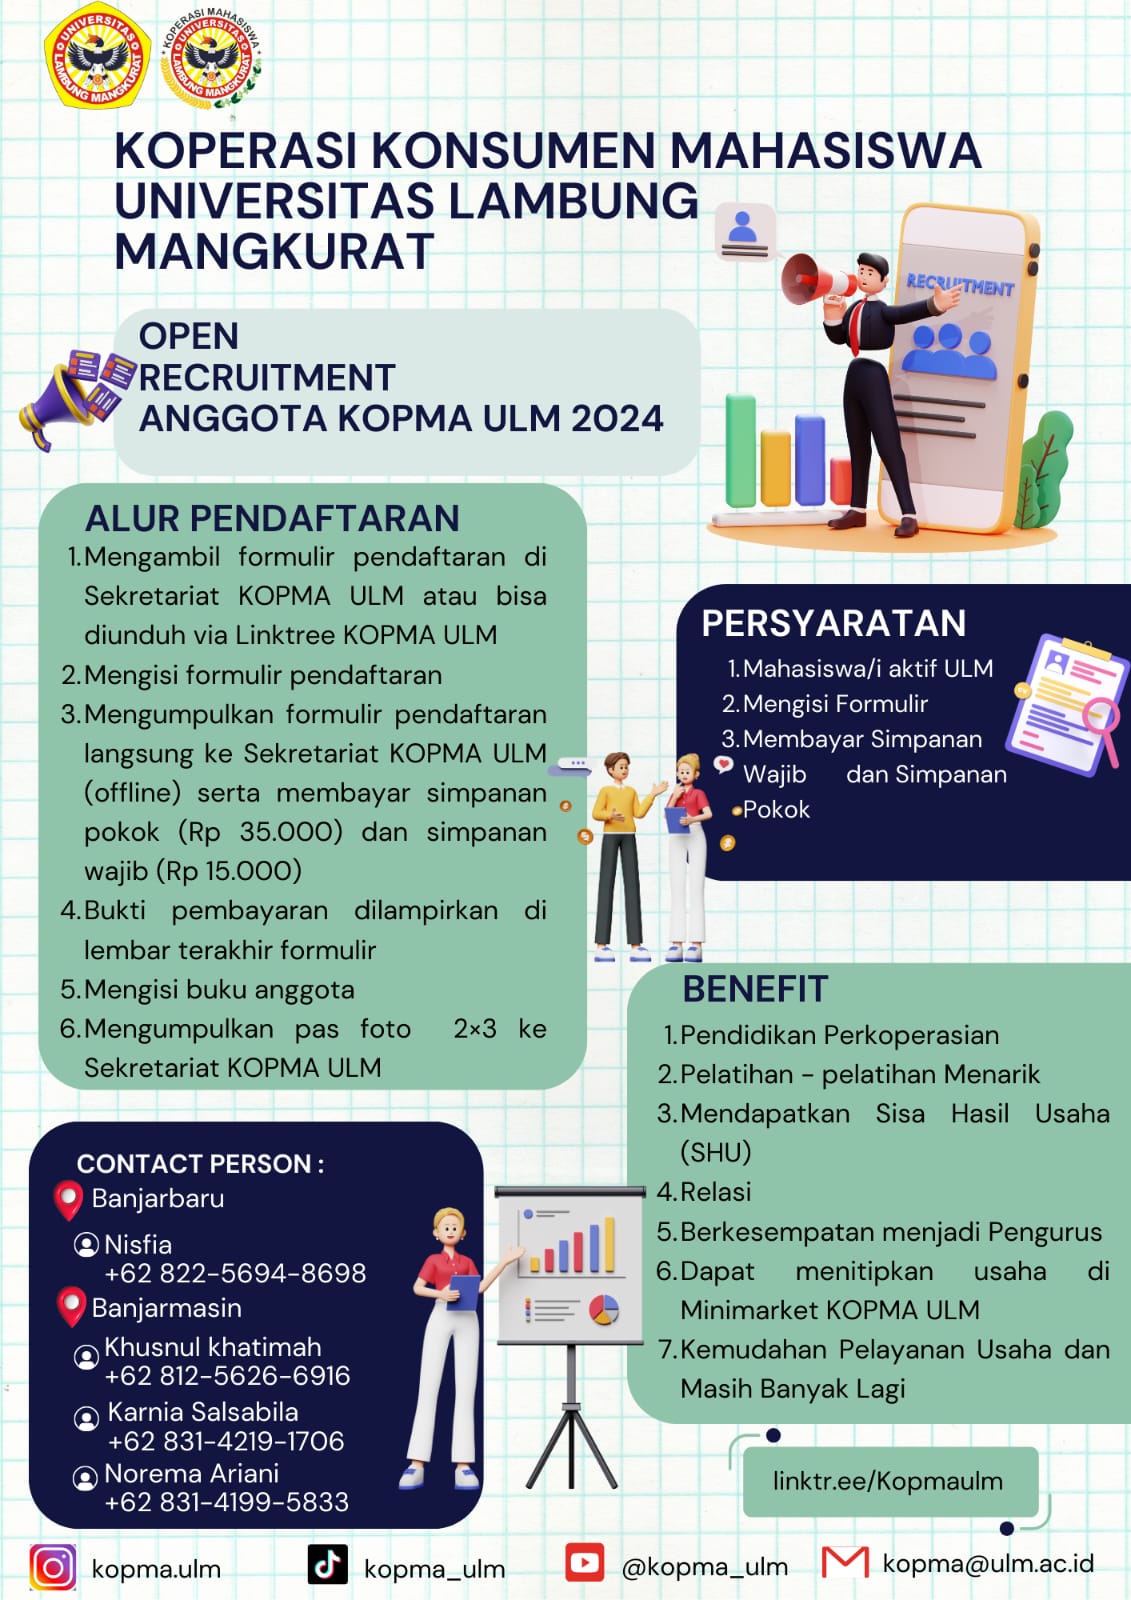 UNIVERSITAS
LAMBUNG MANGKURAT
KOPERASI MAHASISWA
UNIVERSITAS
LAMBUNG MANGKURAT
KOPERASI KONSUMEN MAHASISWA
UNIVERSITAS LAMBUNG
MANGKURAT
RECRUITMENT
OPEN
RECRUITMENT
ANGGOTA KOPMA ULM 2024
ALUR PENDAFTARAN
1. Mengambil formulir pendaftaran di
Sekretariat KOPMA ULM atau bisa
diunduh via Linktree KOPMA ULM
2. Mengisi formulir pendaftaran
3. Mengumpulkan formulir pendaftaran
langsung ke Sekretariat KOPMA ULM
(offline) serta membayar simpanan
pokok (Rp 35.000) dan simpanan
wajib (Rp 15.000)
4. Bukti pembayaran dilampirkan di
lembar terakhir formulir
5. Mengisi buku anggota
6. Mengumpulkan pas foto 2×3 ke
Sekretariat KOPMA ULM
PERSYARATAN
1. Mahasiswa/i aktif ULM
2. Mengisi Formulir
3. Membayar Simpanan
Wajib dan Simpanan
Pokok
BENEFIT
1. Pendidikan Perkoperasian
2. Pelatihan - pelatihan Menarik
3. Mendapatkan Sisa Hasil Usaha
(SHU)
4. Relasi
5. Berkesempatan menjadi Pengurus
6. Dapat menitipkan usaha di
Minimarket KOPMA ULM
7. Kemudahan Pelayanan Usaha dan
Masih Banyak Lagi
CONTACT PERSON :
Banjarbaru
Nisfia
+62 822-5694-8698
Banjarmasin
Khusnul khatimah
+62 812-5626-6916
Karnia Salsabila
+62 831-4219-1706
Norema Ariani
+62 831-4199-5833
linktr.ee/Kopmaulm
kopma.ulm
kopma_ulm
@kopma_ulm
kopma@ulm.ac.id